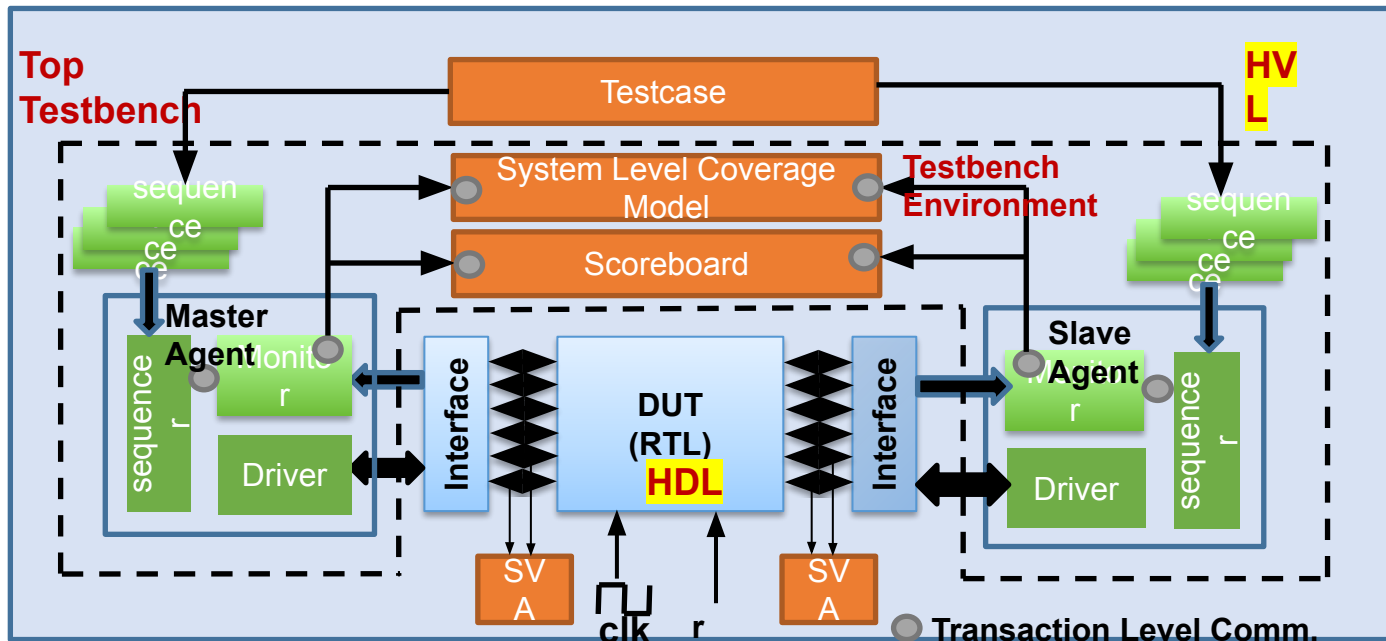 Top
Testbench
Testcase
HV
L
System Level Coverage
Model
Testbench
Environment
Scoreboard
sequen
ce
ce
ce
sequen
ce
ce
ce
Master
Agent
sequence
r
Monito
r
Driver
Interface
DUT
(RTL)
HDL
Interface
Slave
Agent
Monito
r
Driver
sequence
r
SV
A
SV
A
clk
r
Transaction Level Comm.